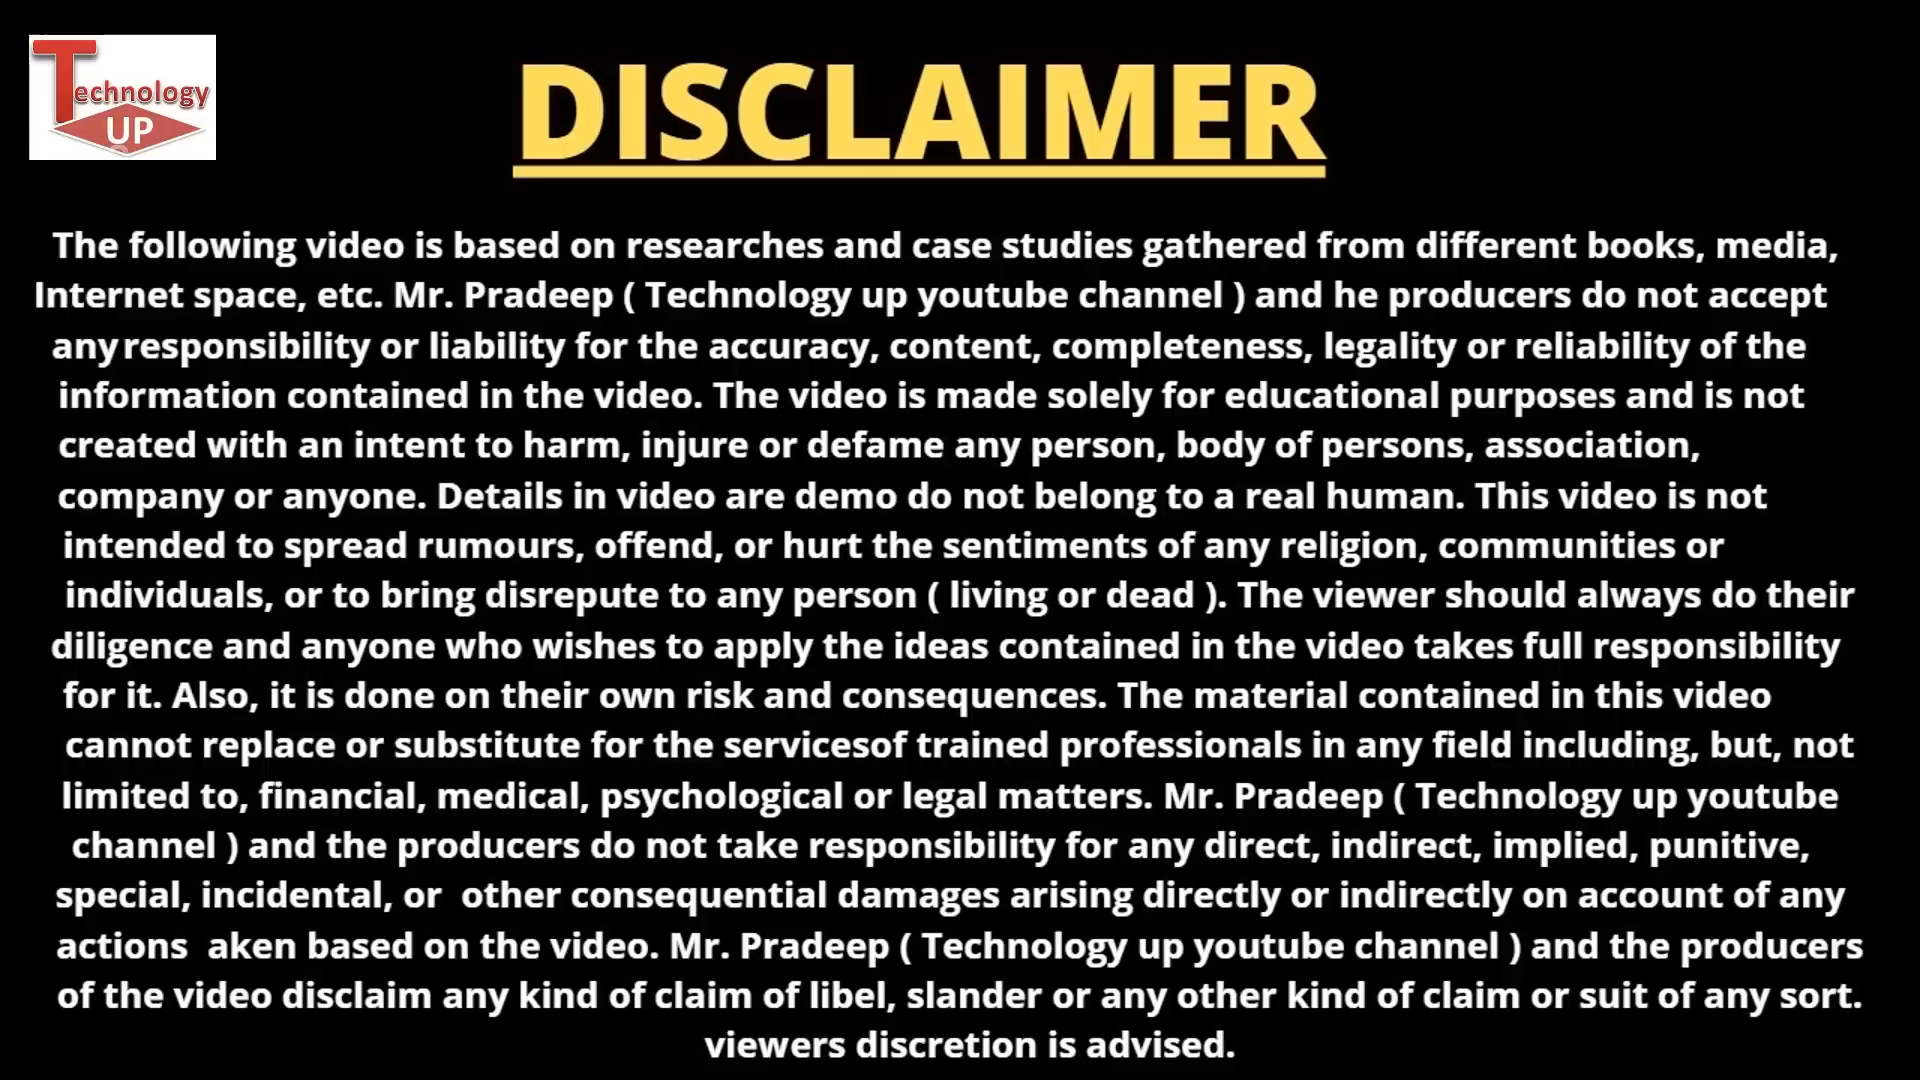 Technology
UP
DISCLAIMER
The following video is based on researches and case studies gathered from different books, media,
Internet space, etc. Mr. Pradeep ( Technology up youtube channel ) and he producers do not accept
any responsibility or liability for the accuracy, content, completeness, legality or reliability of the
information contained in the video. The video is made solely for educational purposes and is not
created with an intent to harm, injure or defame any person, body of persons, association,
company or anyone. Details in video are demo do not belong to a real human. This video is not
intended to spread rumours, offend, or hurt the sentiments of any religion, communities or
individuals, or to bring disrepute to any person ( living or dead ). The viewer should always do their
diligence and anyone who wishes to apply the ideas contained in the video takes full responsibility
for it. Also, it is done on their own risk and consequences. The material contained in this video
cannot replace or substitute for the servicesof trained professionals in any field including, but, not
limited to, financial, medical, psychological or legal matters. Mr. Pradeep ( Technology up youtube
channel ) and the producers do not take responsibility for any direct, indirect, implied, punitive,
special, incidental, or  other consequential damages arising directly or indirectly on account of any
actions  aken based on the video. Mr. Pradeep ( Technology up youtube channel ) and the producers
of the video disclaim any kind of claim of libel, slander or any other kind of claim or suit of any sort.
viewers discretion is advised.